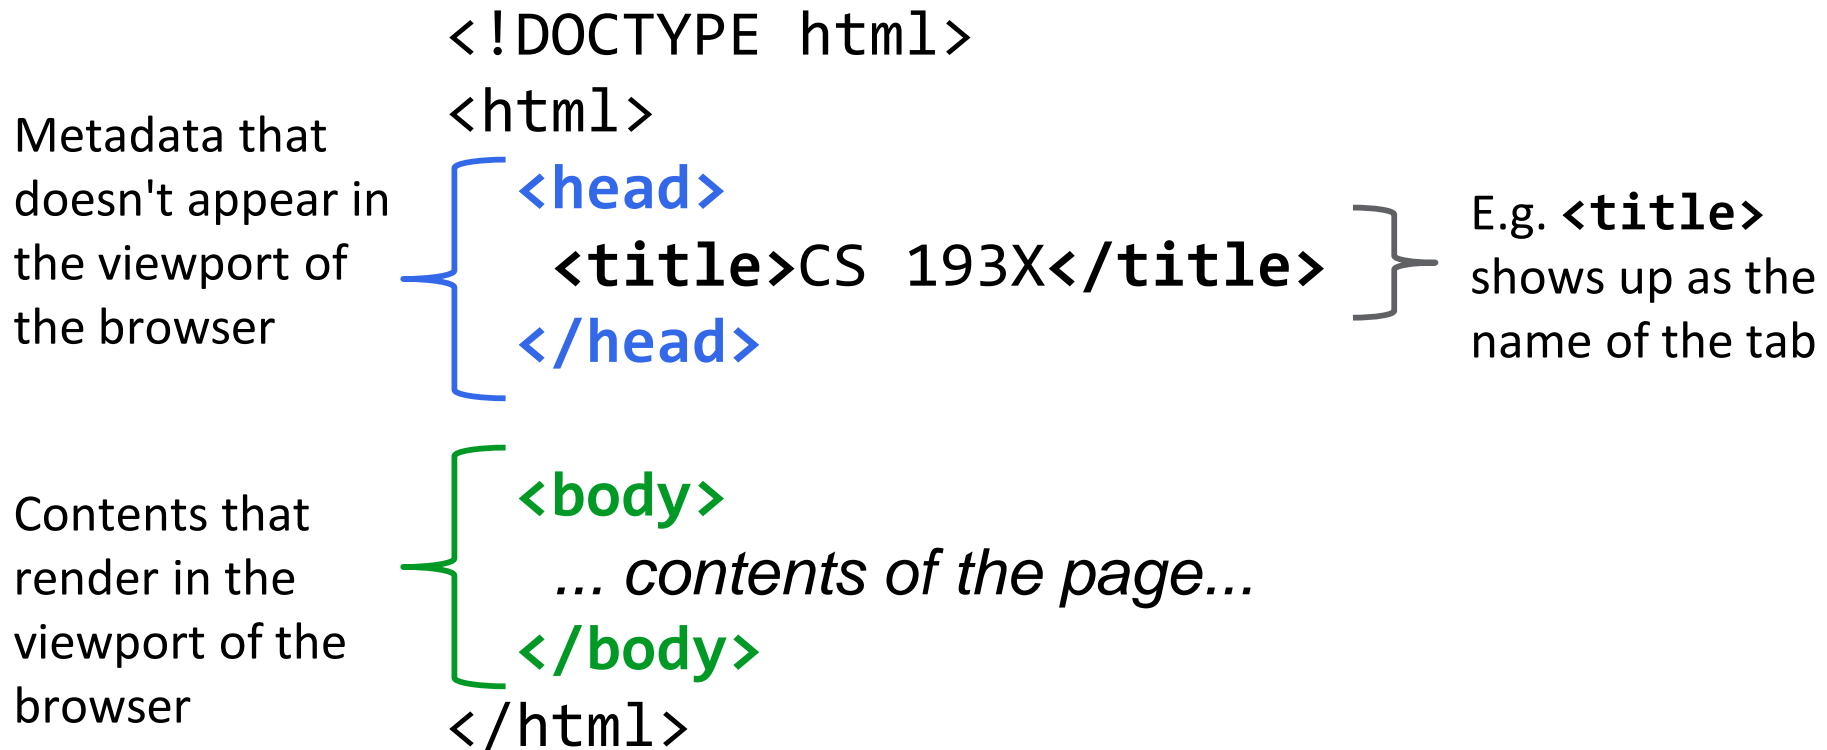 <!DOCTYPE html>
<html>
Metadata that
doesn't appear in
the viewport of
the browser
<head>
<title>CS 193X</title>
</head>
E.g. <title>
shows up as the
name of the tab
Contents that
render in the
viewport of the
browser
<body>
... contents of the page...
</body>
</html>